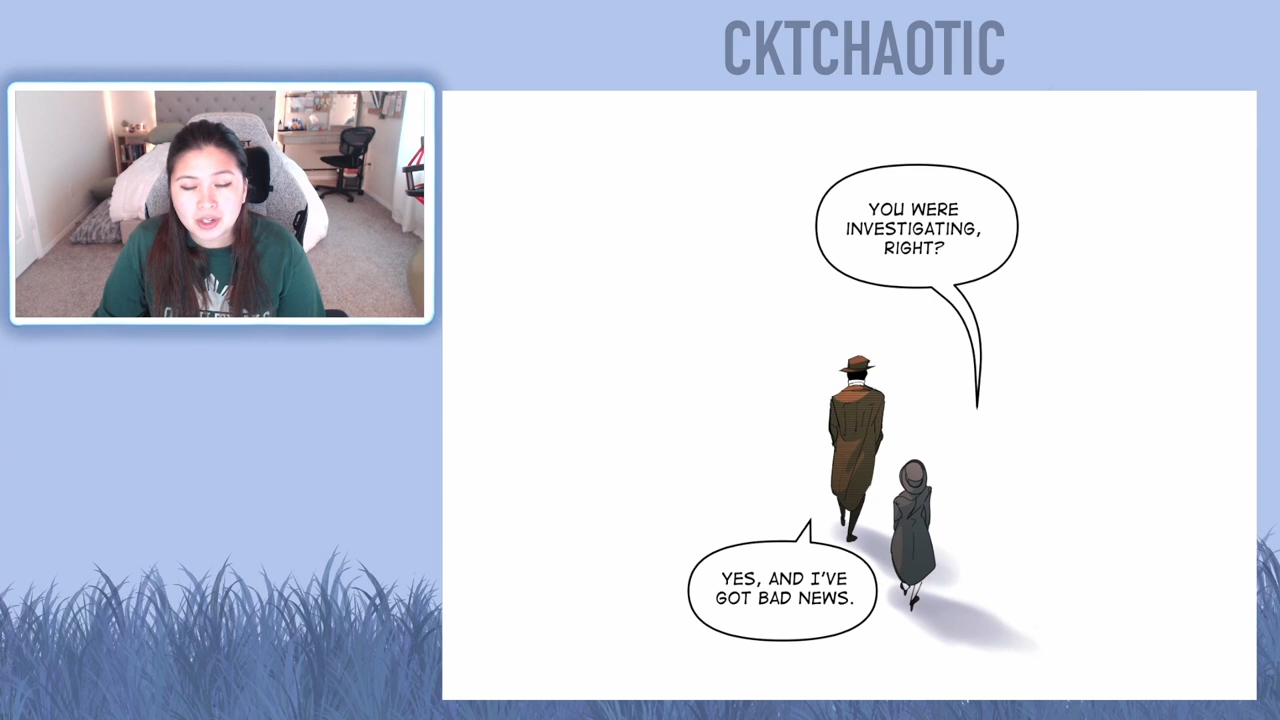 CKTCHAOTIC
YOU WERE
INVESTIGATING,
RIGHT?
YES, AND I'VE
GOT BAD NEWS.